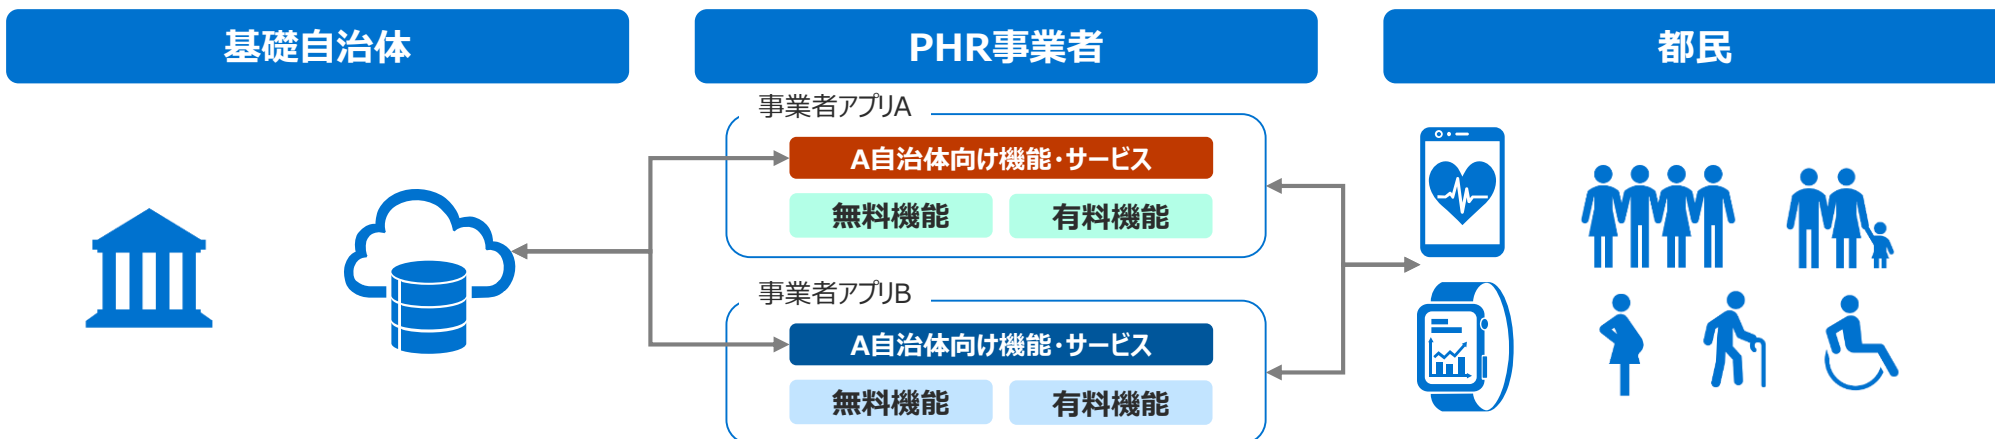 基礎自治体
PHR事業者
都民
事業者アプリA
A自治体向け機能・サービス
無料機能
有料機能
事業者アプリB
A自治体向け機能・サービス
無料機能
有料機能